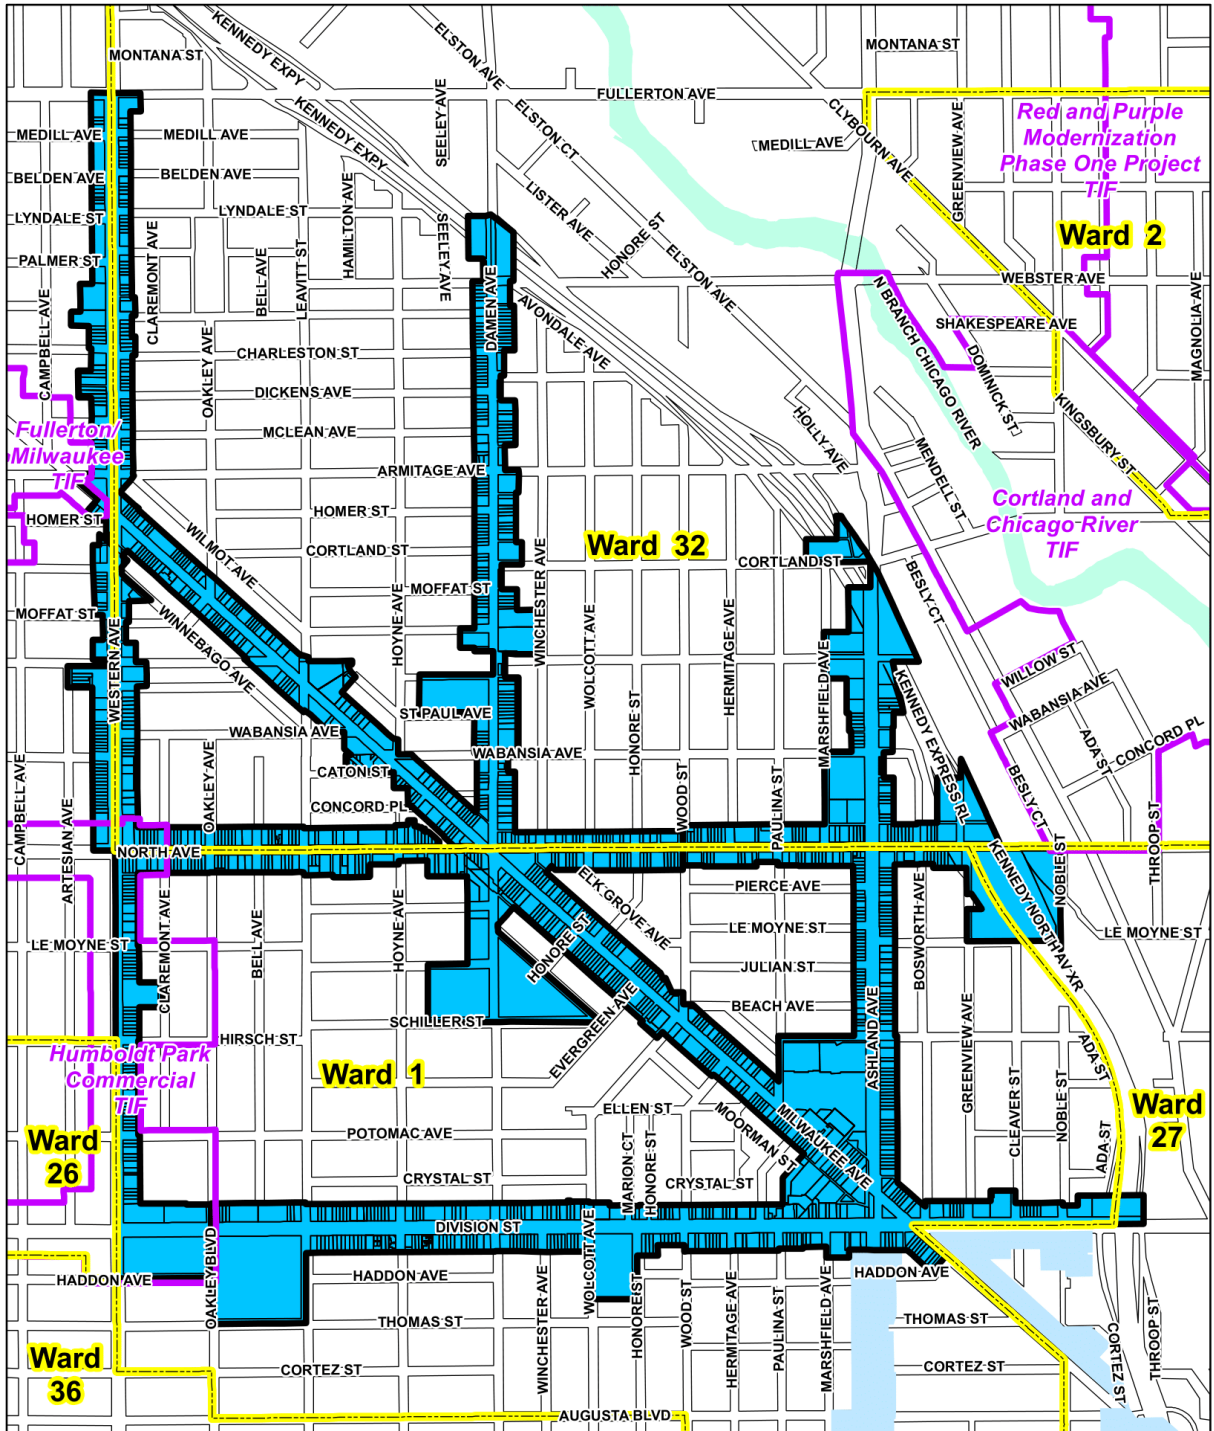 MONTANA ST
KENNEDY EXPY
ELSTON AVE
MONTANA ST
KENNEDY EXPY
SEELEY AVE
FULLERTON AVE
ELSTON CT
CLYBOURN AVE
GREENVIEW AVE
Red and Purple
Modernization
Phase One Project
TIF
MEDILL AVE
MEDILL AVE
MEDILL AVE
BELDEN AVE
BELDEN AVE
LISTER AVE
HONORE ST
ELSTON AVE
LYNDALE ST
LYNDALE ST
HAMILTON AVE
SEELEY AVE
Ward 2
PALMER ST
CLAREMONT AVE
BELL AVE
LEAVITT ST
DAMEN AVE
WEBSTER AVE
N BRANCH CHICAGO RIVER
MAGNOLIA AVE
CAMPBELL AVE
OAKLEY AVE
AVONDALE AVE
SHAKESPEARE AVE
CHARLESTON ST
DOMINICK ST
DICKENS AVE
KINGSBURY ST
HOLLY AVE
MCLEAN AVE
Fullerton/
Milwaukee
TIF
MENDELL ST
ARMITAGE AVE
Cortland and
Chicago River
TIF
HOMER ST
HOMER ST
WILMOT AVE
Ward 32
CORTLAND ST
CORTLAND ST
MOFFAT ST
WINCHESTER AVE
BESLY CT
MOFFAT ST
WINNEBAGO AVE
HOYNE AVE
WOLCOTT AVE
HERMITAGE AVE
MARSHFIELD AVE
WESTERN AVE
WILLOW ST
HONORE ST
KENNEDY EXPRESS RL
WABANSIA AVE
ST PAUL AVE
WABANSIA AVE
WABANSIA AVE
ADA ST
CONCORD PL
CAMPBELL AVE
ARTESIAN AVE
OAKLEY AVE
CATON ST
CONCORD PL
WOOD ST
PAULINA ST
BESLY CT
NOBLE ST
THROOP ST
NORTH AVE
KENNEDY NORTH AV XR
CLAREMONT AVE
PIERCE AVE
ELK GROVE AVE
BOSWORTH AVE
LE MOYNE ST
BELL AVE
HOYNE AVE
HONORE ST
LE MOYNE ST
LE MOYNE ST
JULIAN ST
BEACH AVE
EVERGREEN AVE
ASHLAND AVE
SCHILLER ST
HIRSCH ST
Humboldt Park
Commercial
TIF
GREENVIEW AVE
ADA ST
Ward 1
CLEAVER ST
NOBLE ST
Ward
27
ELLEN ST
MOORMAN ST
MILWAUKEE AVE
Ward
26
POTOMAC AVE
MARION CT
HONORE ST
ADA ST
CRYSTAL ST
CRYSTAL ST
DIVISION ST
OAKLEY BLVD
WOLCOTT AVE
HADDON AVE
HADDON AVE
HADDON AVE
WINCHESTER AVE
HONORE ST
WOOD ST
HERMITAGE AVE
PAULINA ST
MARSHFIELD AVE
THOMAS ST
THOMAS ST
CORTEZ ST
THROOP ST
Ward
36
CORTEZ ST
CORTEZ ST
AUGUSTA BLVD